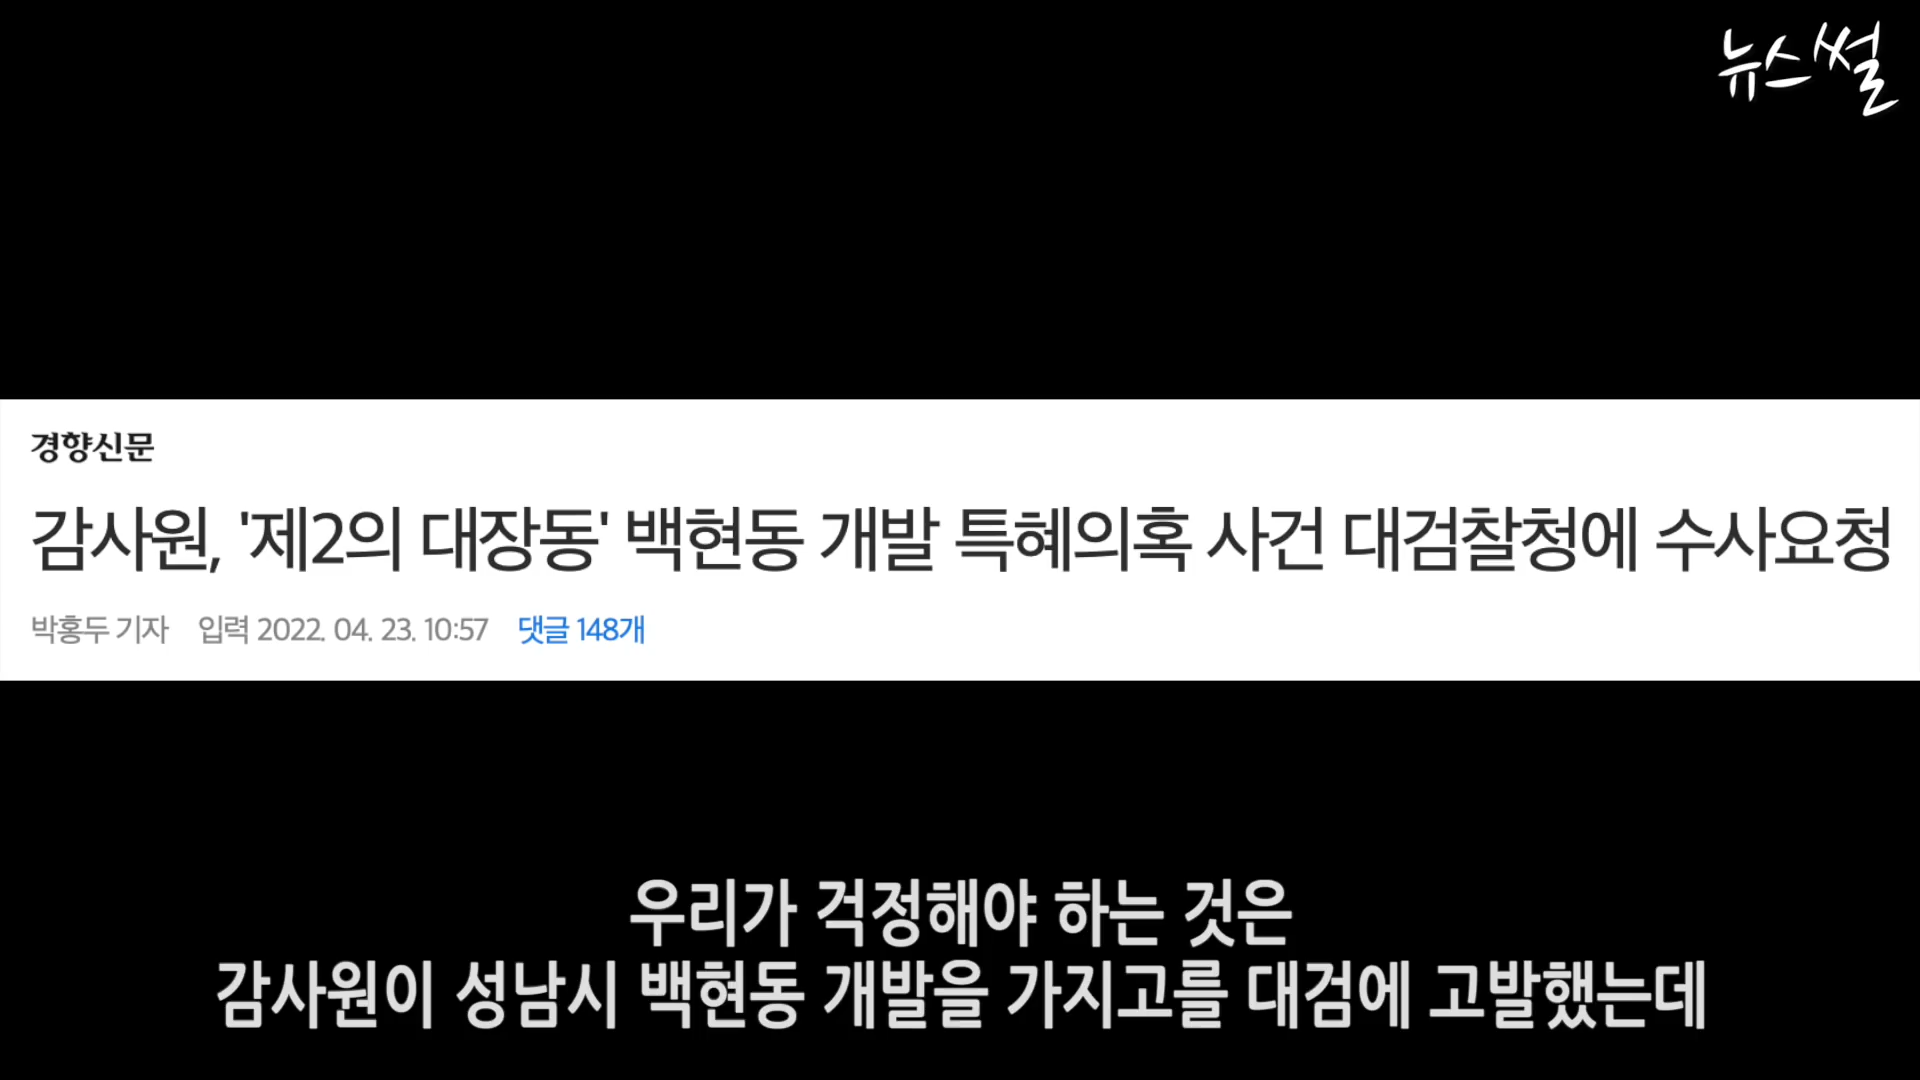 뉴스썰
경향신문
감사원, '제2의 대장동' 백현동 개발 특혜의혹 사건 대검찰청에 수사요청
박홍두 기자 입력 2022. 04. 23. 10:57 댓글 148개
우리가 걱정해야 하는 것은
감사원이 성남시 백현동 개발을 가지고를 대검에 고발했는데